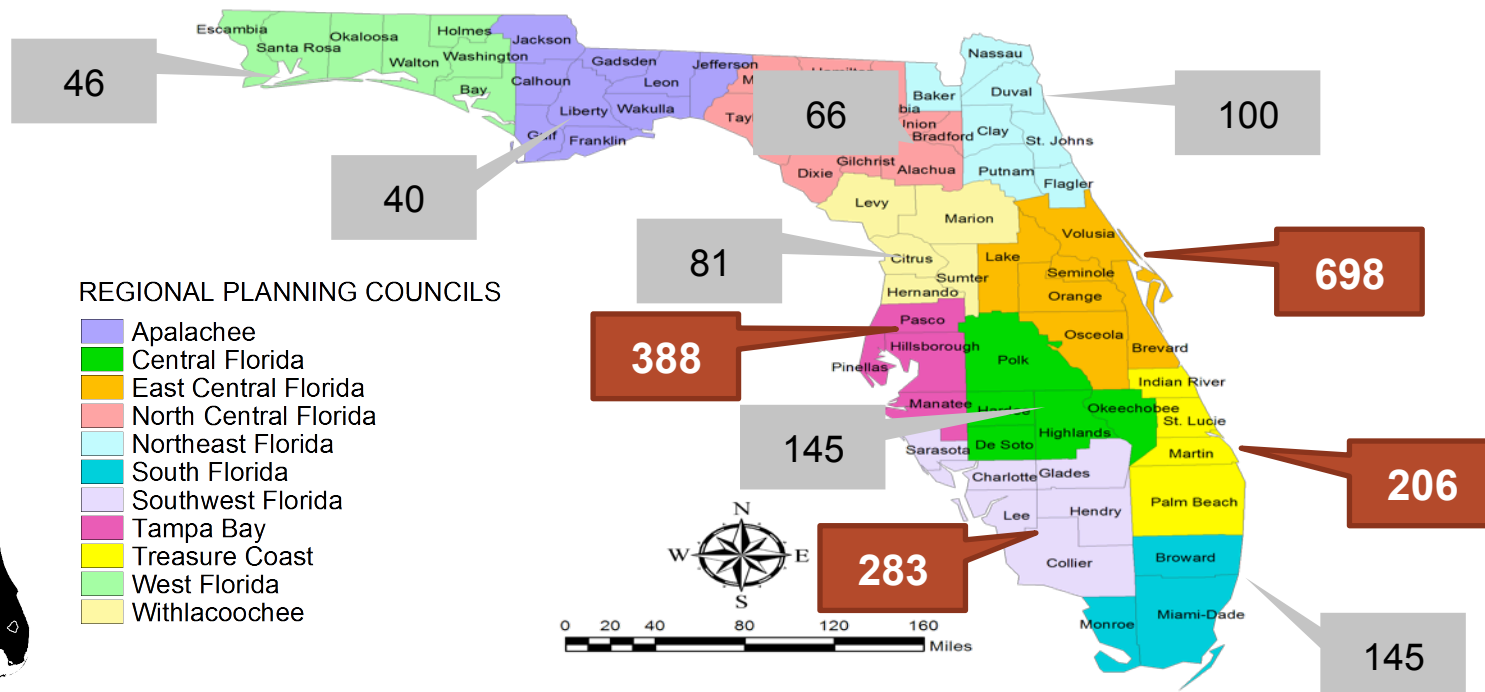 Escambia
Santa Rosa
Okaloosa
Walton
Holmes
Washington
Bay
Jackson
Calhoun
Gadsden
Liberty
Leon
Wakulla
Gulf
Franklin
Jefferson
Dixie
Gilchrist
Bradford
Alachua
Baker
Nassau
Duval
Clay
St. Johns
Putnam
Flagler
Levy
Marion
Citrus
Sumter
Hernando
Volusia
Lake
Seminole
Orange
Osceola
Brevard
Pasco
Hillsborough
Pinellas
Manatee
Polk
Hardee
Okeechobee
Highlands
De Soto
Indian River
St. Lucie
Martin
Palm Beach
Sarasota
Charlotte
Glades
Lee
Hendry
Collier
Broward
Miami-Dade
Monroe
46
40
66
100
81
698
388
145
206
283
145
REGIONAL PLANNING COUNCILS
Apalachee
Central Florida
East Central Florida
North Central Florida
Northeast Florida
South Florida
Southwest Florida
Tampa Bay
Treasure Coast
West Florida
Withlacoochee
N
W
E
S
0 20 40 80 120 160
Miles